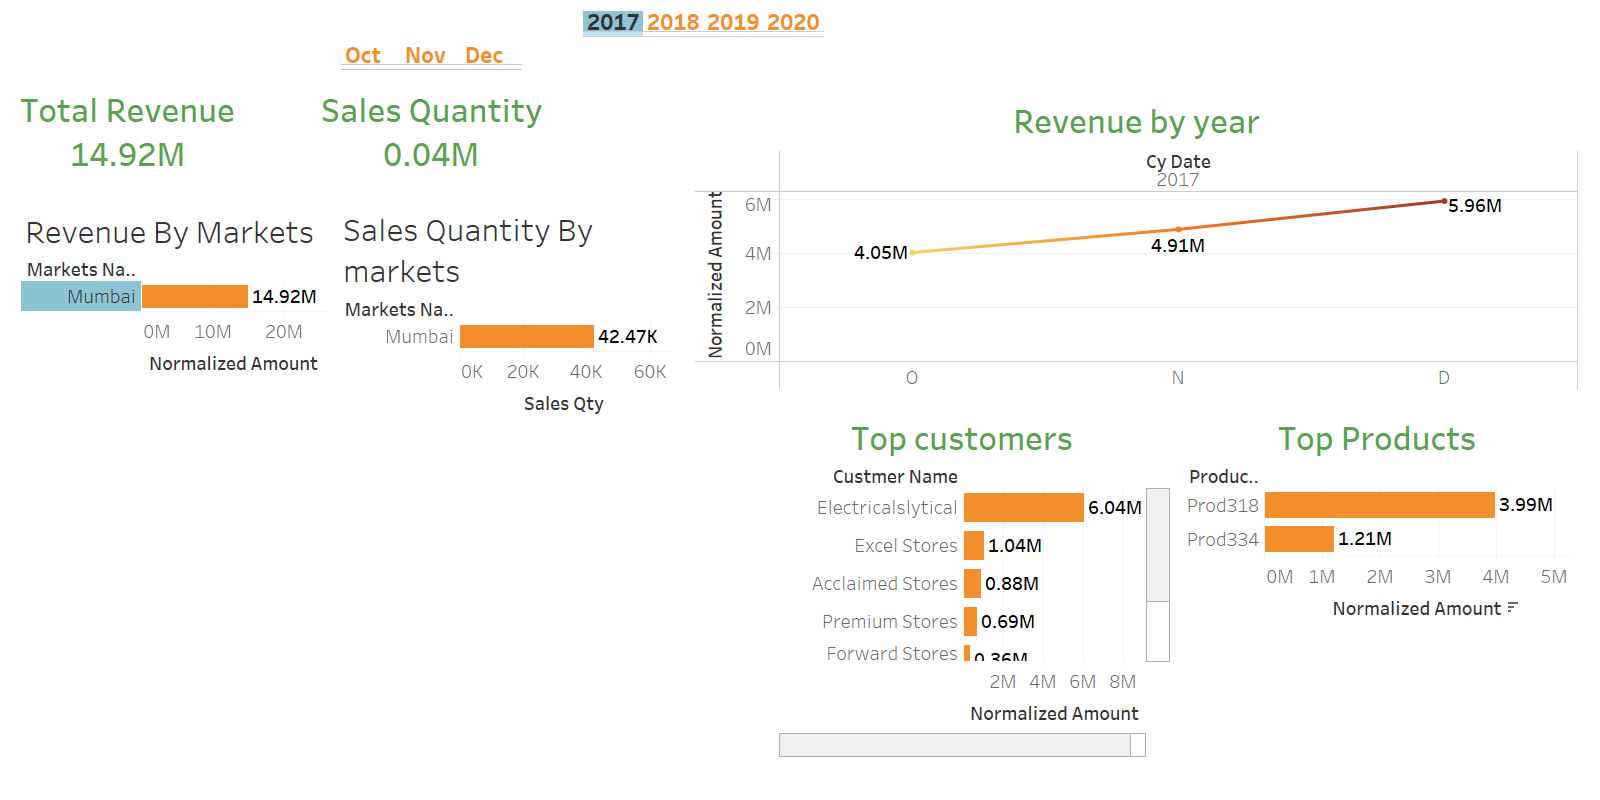 2017 2018 2019 2020
Oct Nov Dec
Total Revenue
14.92M
Sales Quantity
0.04M
Revenue By Markets
Markets Na..
Mumbai 14.92M
0M 10M 20M
Normalized Amount
Sales Quantity By
markets
Markets Na..
Mumbai 42.47K
0K 20K 40K 60K
Sales Qty
Revenue by year
Cy Date
2017
Normalized Amount
6M
4M
2M
0M
4.05M
4.91M
5.96M
O N D
Top customers
Custmer Name
Electricalslytical 6.04M
Excel Stores 1.04M
Acclaimed Stores 0.88M
Premium Stores 0.69M
Forward Stores 0.36M
2M 4M 6M 8M
Normalized Amount
Top Products
Produc..
Prod318 3.99M
Prod334 1.21M
0M 1M 2M 3M 4M 5M
Normalized Amount